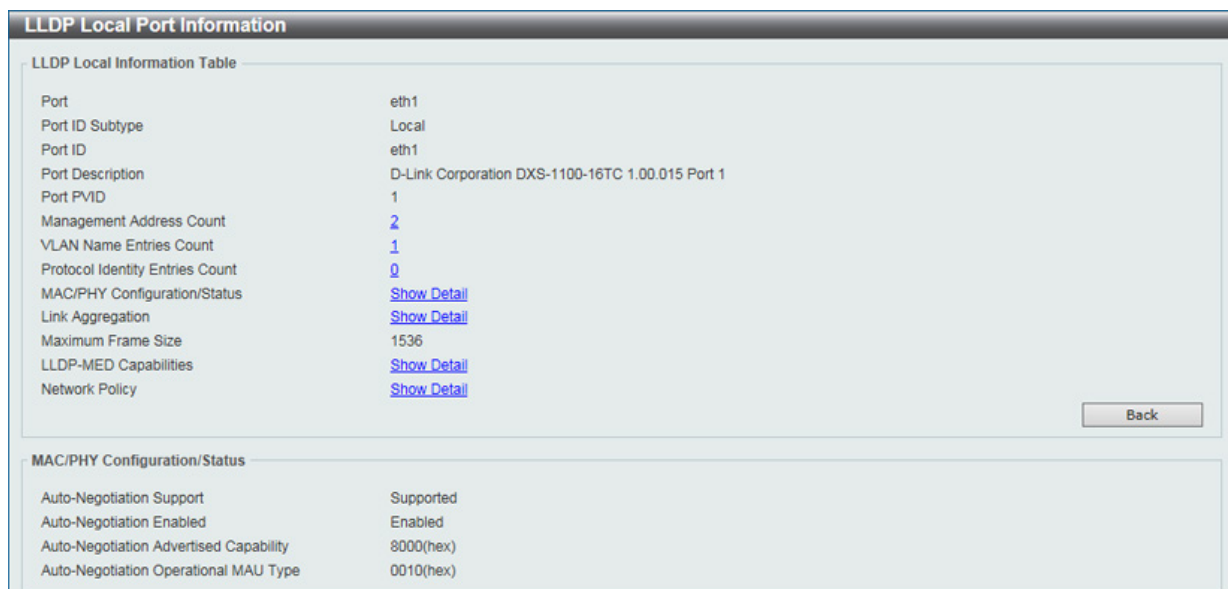 LLDP Local Port Information
LLDP Local Information Table
Port eth1
Port ID Subtype Local
Port ID eth1
Port Description D-Link Corporation DXS-1100-16TC 1.00.015 Port 1
Port PVID 1
Management Address Count 2
VLAN Name Entries Count 1
Protocol Identity Entries Count 0
MAC/PHY Configuration/Status Show Detail
Link Aggregation Show Detail
Maximum Frame Size 1536
LLDP-MED Capabilities Show Detail
Network Policy Show Detail
Back
MAC/PHY Configuration/Status
Auto-Negotiation Support Supported
Auto-Negotiation Enabled Enabled
Auto-Negotiation Advertised Capability 8000(hex)
Auto-Negotiation Operational MAU Type 0010(hex)